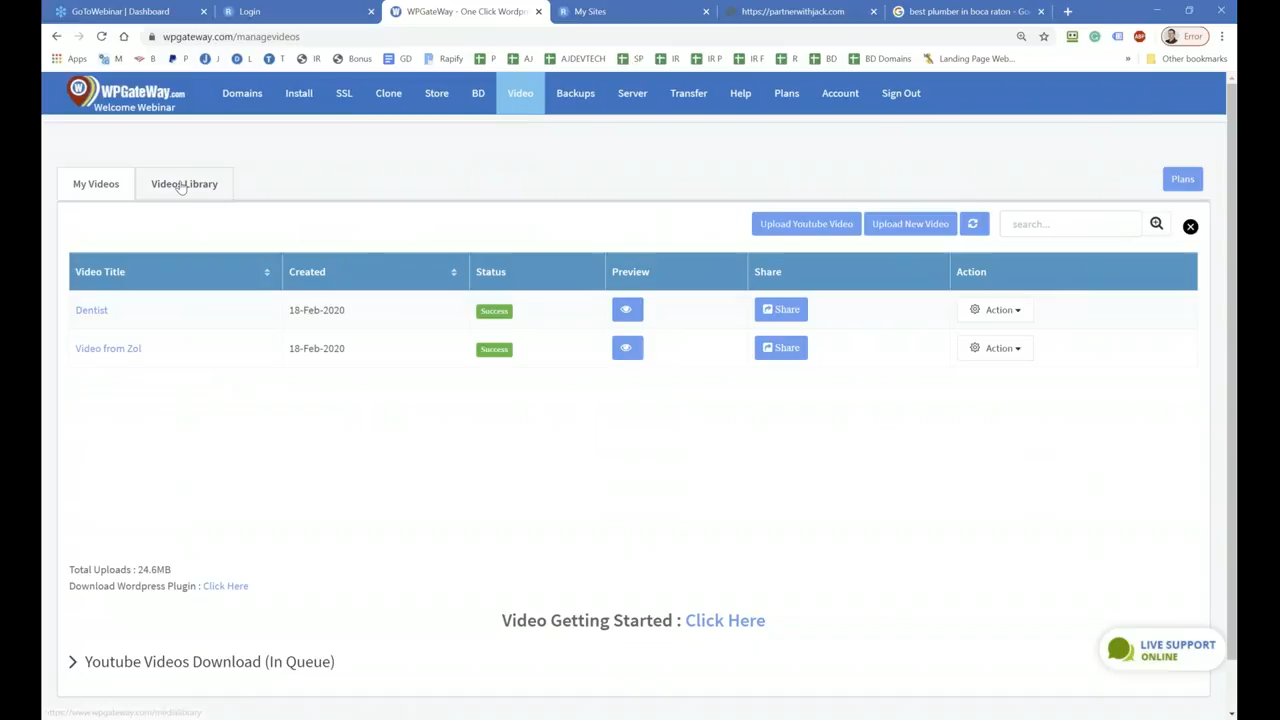 GoToWebinar | Dashboard
Login
WPGateWay - One Click Wordpr
My Sites
https://partnerwithjack.com
best plumber in boca raton - Go
wpgateway.com/managevideos
Error
Apps M B P J L T IR Bonus GD Rapify P AJ AJDEVTECH SP IR IR P IR F R BD BD Domains Landing Page Web... » Other bookmarks
WPGateWay.com
Welcome Webinar
Domains Install SSL Clone Store BD Video Backups Server Transfer Help Plans Account Sign Out
My Videos Video Library Plans
Upload Youtube Video Upload New Video search...
Video Title Created Status Preview Share Action
Dentist 18-Feb-2020 Success Share Action
Video from Zol 18-Feb-2020 Success Share Action
Total Uploads : 24.6MB
Download Wordpress Plugin : Click Here
Video Getting Started : Click Here
LIVE SUPPORT
ONLINE
Youtube Videos Download (In Queue)
https://www.wpgateway.com/medialibrary